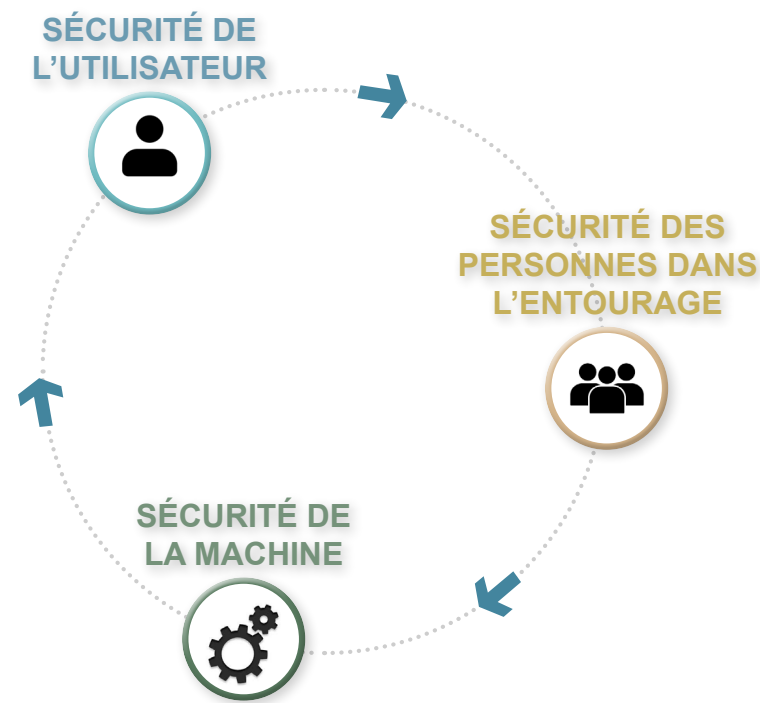 SÉCURITÉ DE
L’UTILISATEUR
SÉCURITÉ DES
PERSONNES DANS
L’ENTOURAGE
SÉCURITÉ DE
LA MACHINE